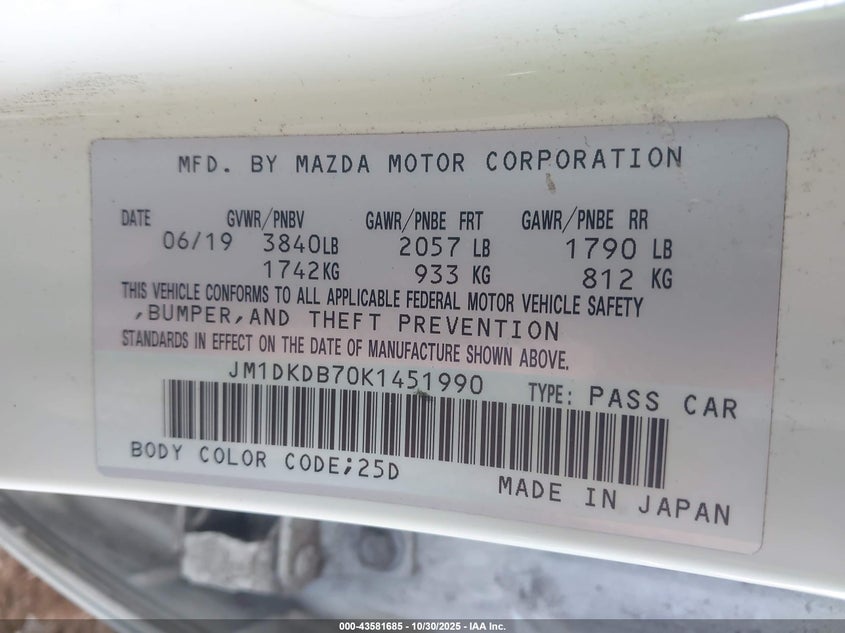 MFD. BY MAZDA MOTOR CORPORATION
DATE GVWR/PNBV GAWR/PNBE FRT GAWR/PNBE RR
06/19 3840LB 2057 LB 1790 LB
1742KG 933 KG 812 KG
THIS VEHICLE CONFORMS TO ALL APPLICABLE FEDERAL MOTOR VEHICLE SAFETY
,BUMPER,AND THEFT PREVENTION
STANDARDS IN EFFECT ON THE DATE OF MANUFACTURE SHOWN ABOVE.
JM1DKDB70K1451990 TYPE: PASS CAR
BODY COLOR CODE;25D
MADE IN JAPAN
000-43581685 - 10/30/2025 - IAA Inc.